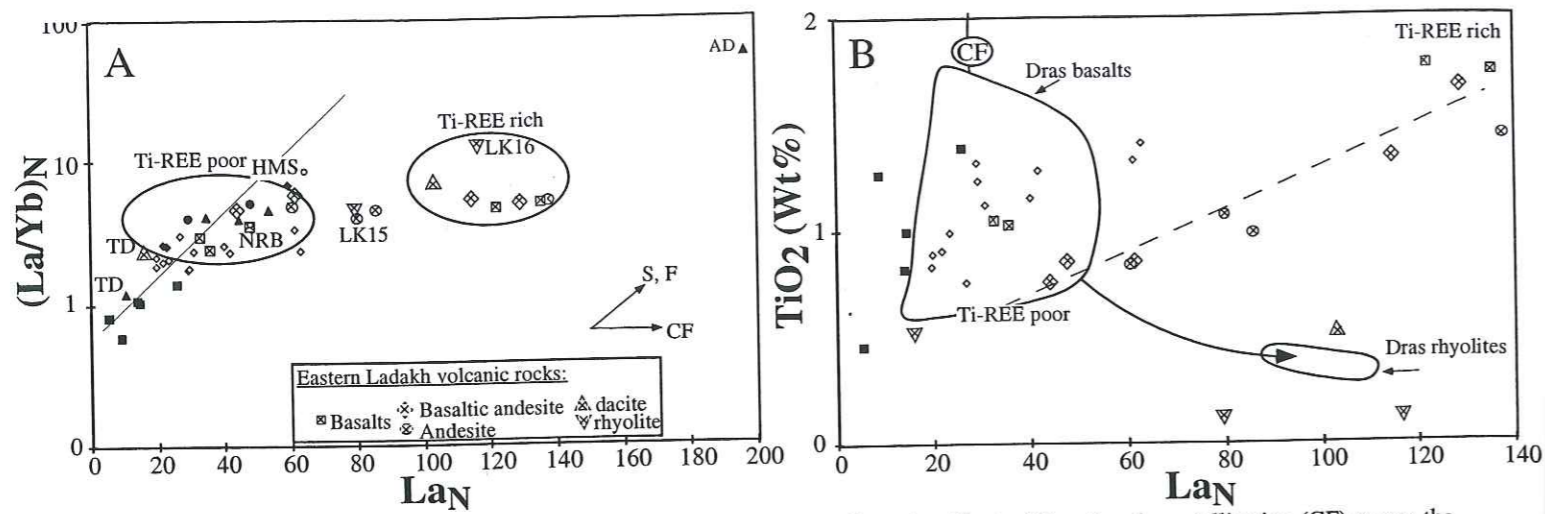 100
10
1
0
(La/Yb)N
A
AD
Ti-REE rich
LK16
Ti-REE poor
HMS
NRB
LK15
TD
TD
S, F
CF
Eastern Ladakh volcanic rocks:
Basalts
Basaltic andesite
Andesite
dacite
rhyolite
0 20 40 60 80 100 120 140 160 180 200
LaN
2
1
0
TiO2 (Wt%)
B
CF
Dras basalts
Ti-REE rich
Ti-REE poor
Dras rhyolites
0 20 40 60 80 100 120 140
LaN
(CF)